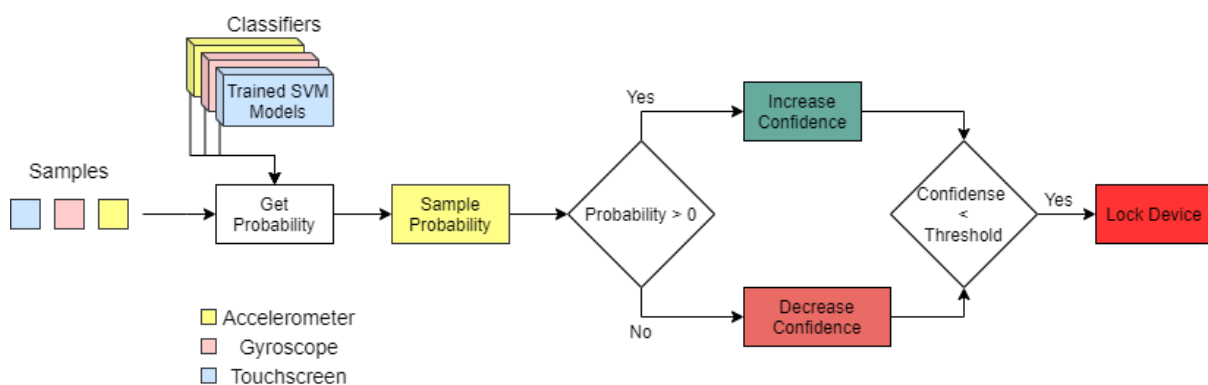 Classifiers
Trained SVM
Models
Samples
Get
Probability
Sample
Probability
Probability > 0
Yes
Increase
Confidence
No
Decrease
Confidence
Confidense
<
Threshold
Yes
Lock Device
Accelerometer
Gyroscope
Touchscreen